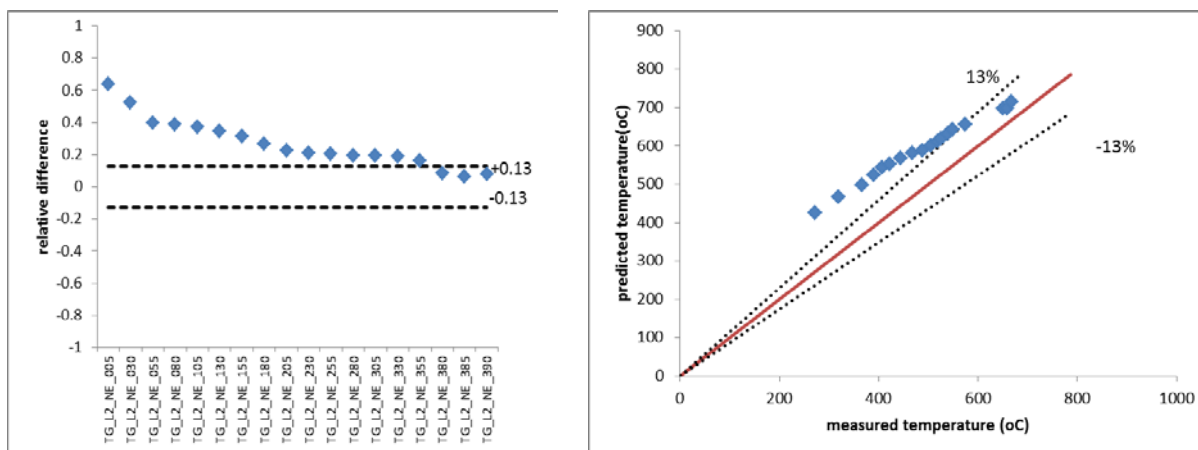 1
0.8
0.6
0.4
0.2
0
-0.2
-0.4
-0.6
-0.8
-1
relative difference
+0.13
-0.13
TG_L2_NE_005
TG_L2_NE_030
TG_L2_NE_055
TG_L2_NE_080
TG_L2_NE_105
TG_L2_NE_130
TG_L2_NE_155
TG_L2_NE_180
TG_L2_NE_205
TG_L2_NE_230
TG_L2_NE_255
TG_L2_NE_280
TG_L2_NE_305
TG_L2_NE_330
TG_L2_NE_355
TG_L2_NE_380
TG_L2_NE_385
TG_L2_NE_390
900
800
700
600
500
400
300
200
100
0
predicted temperature(oC)
13%
-13%
0 200 400 600 800 1000
measured temperature (oC)